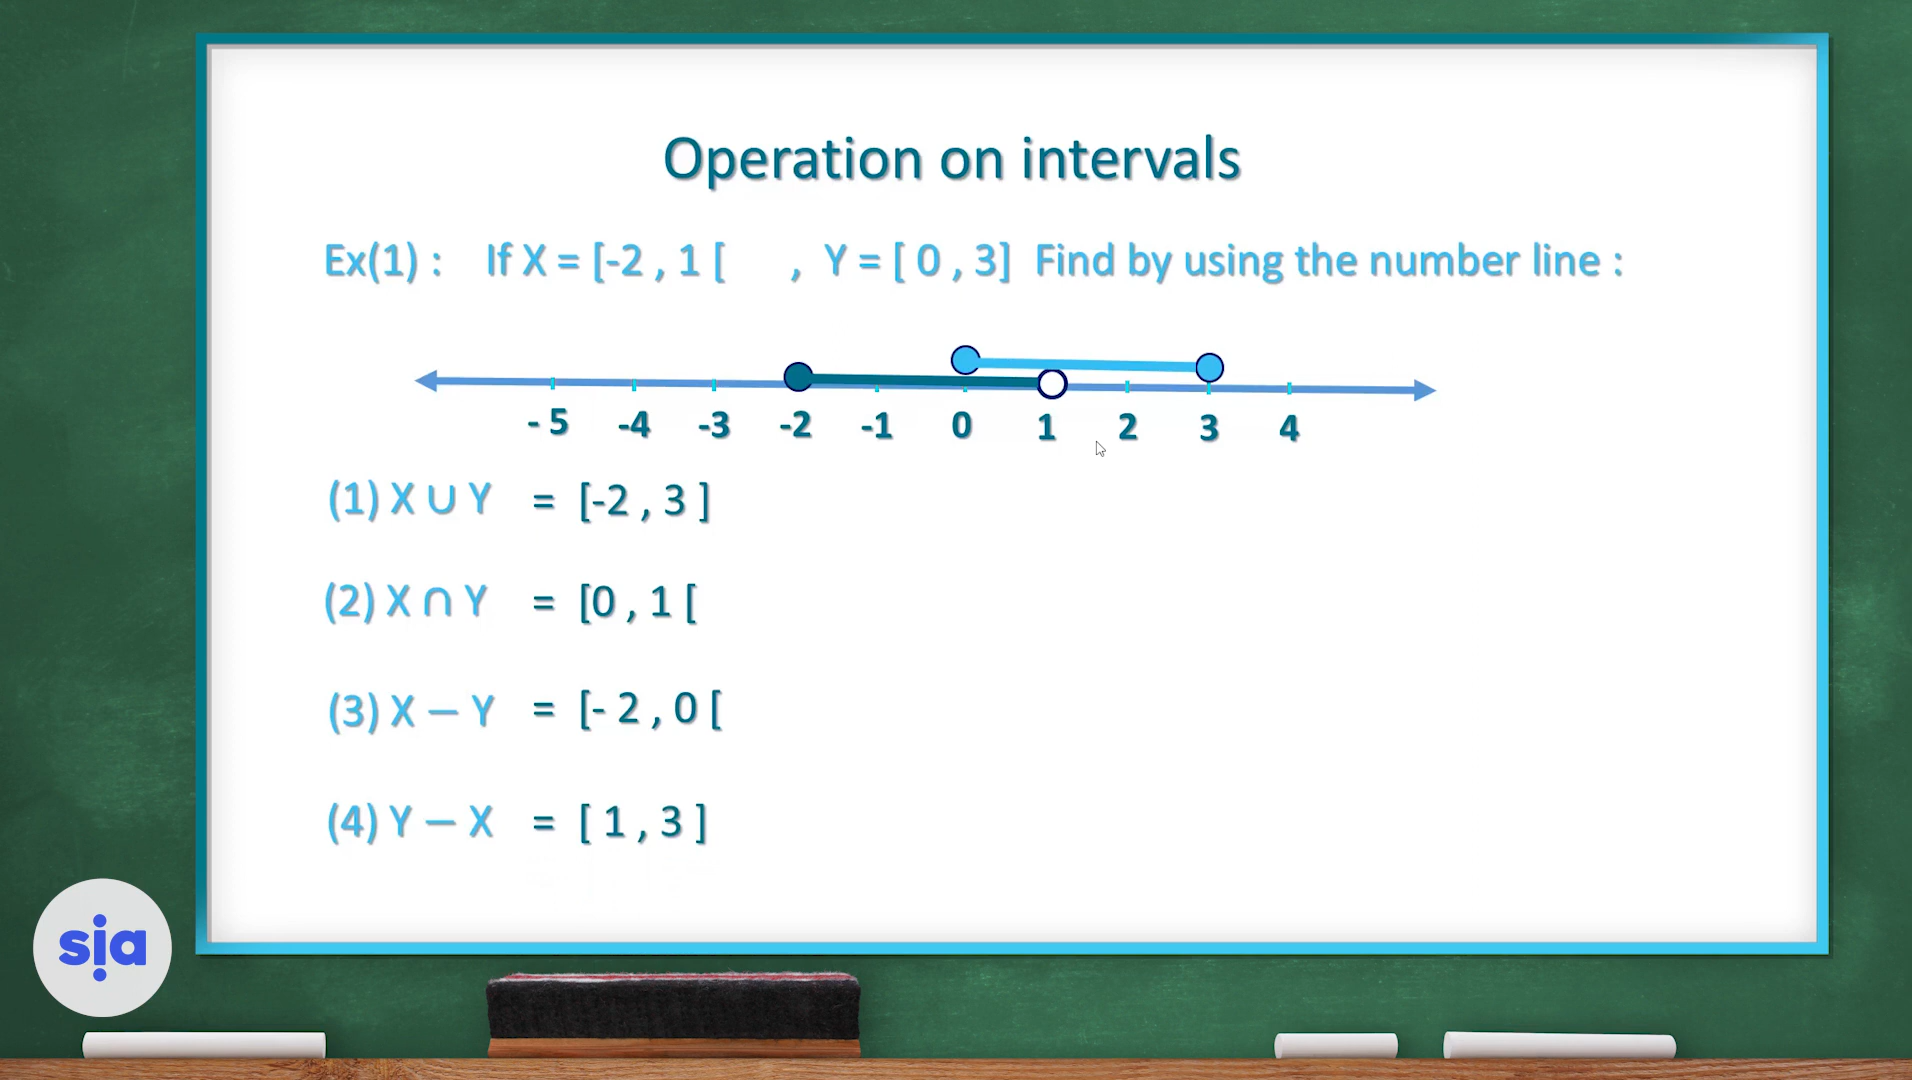 Operation on intervals
Ex(1) : If X = [-2 , 1 [ , Y = [ 0 , 3] Find by using the number line :
- 5 -4 -3 -2 -1 0 1 2 3 4
(1) X ∪ Y = [-2 , 3 ]
(2) X ∩ Y = [0 , 1 [
(3) X – Y = [- 2 , 0 [
(4) Y – X = [ 1 , 3 ]
sia